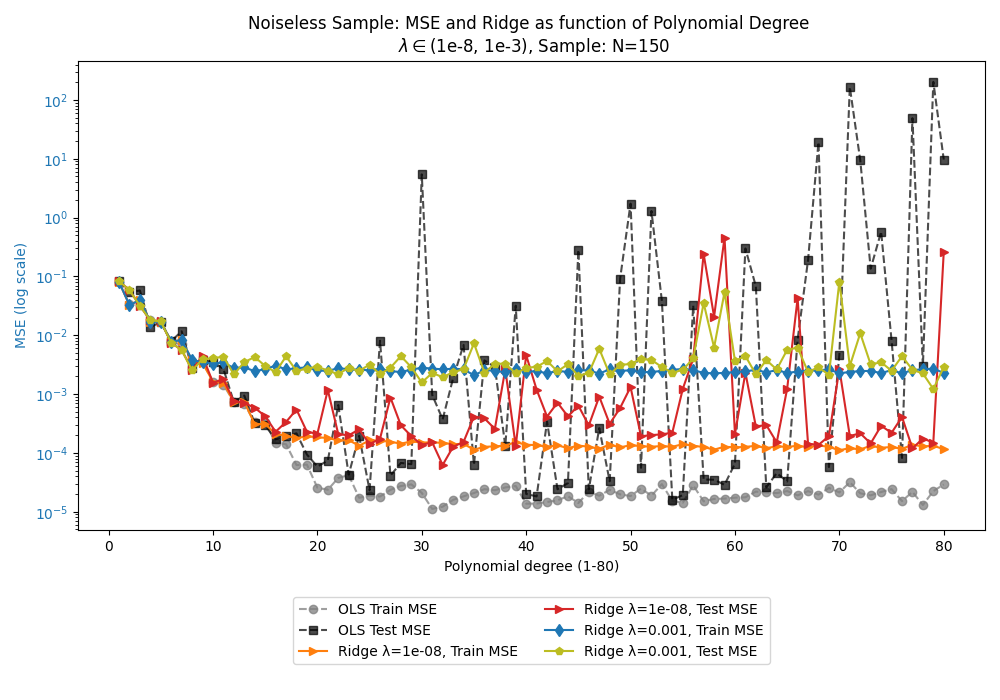 Noiseless Sample: MSE and Ridge as function of Polynomial Degree
λ ∈ (1e-8, 1e-3), Sample: N=150
MSE (log scale)
10²
10¹
10⁰
10⁻¹
10⁻²
10⁻³
10⁻⁴
10⁻⁵
0 10 20 30 40 50 60 70 80
Polynomial degree (1-80)
OLS Train MSE
OLS Test MSE
Ridge λ=1e-08, Train MSE
Ridge λ=1e-08, Test MSE
Ridge λ=0.001, Train MSE
Ridge λ=0.001, Test MSE